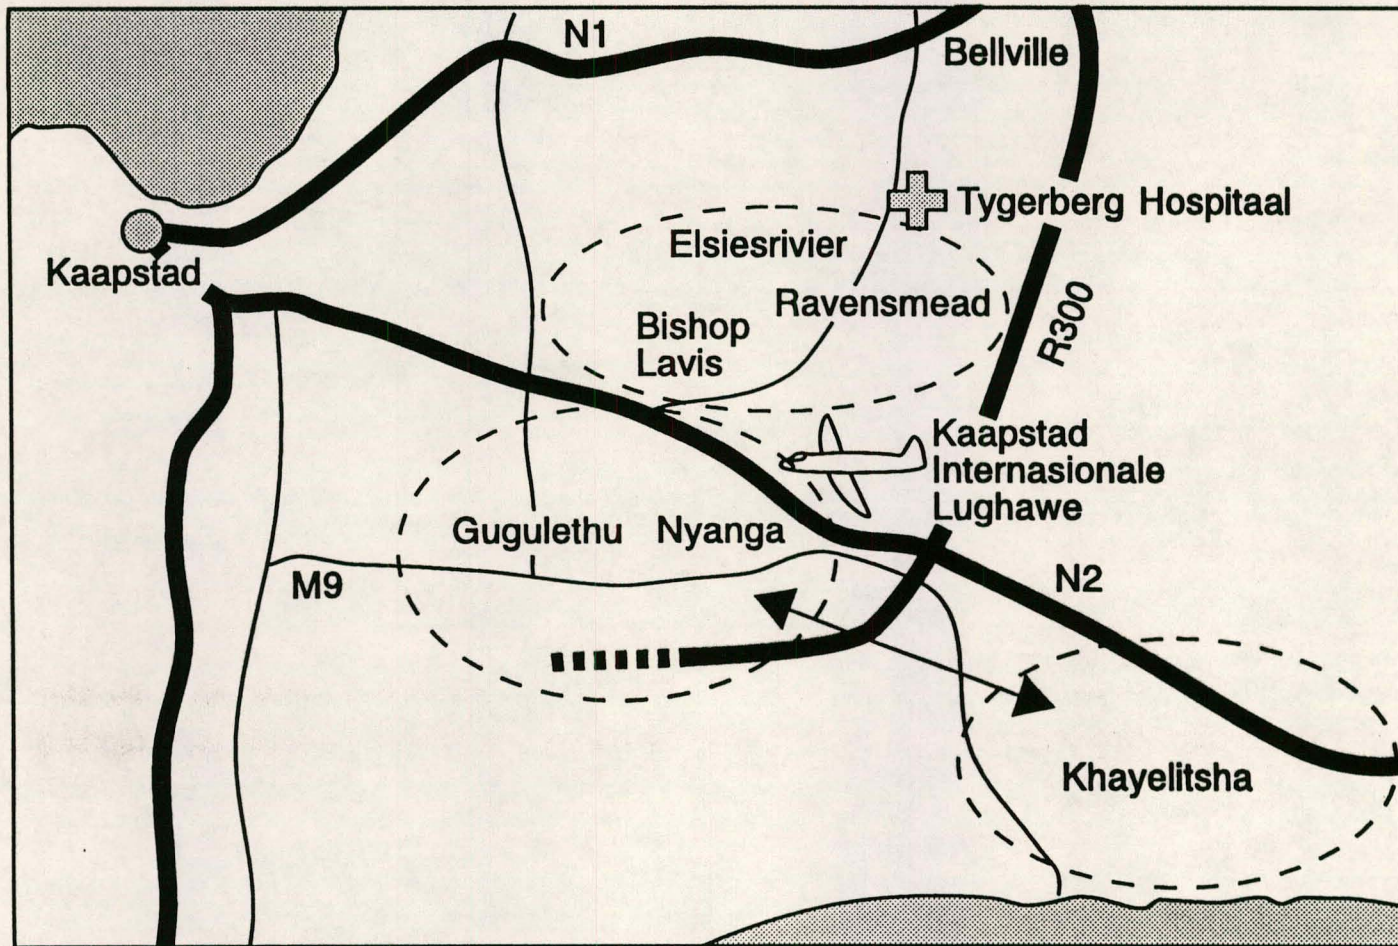 N1
Bellville
Tygerberg Hospitaal
Elsiesrivier
Kaapstad
Ravensmead
R300
Bishop
Lavis
Kaapstad
Internasionale
Lughawe
Gugulethu
Nyanga
M9
N2
Khayelitsha